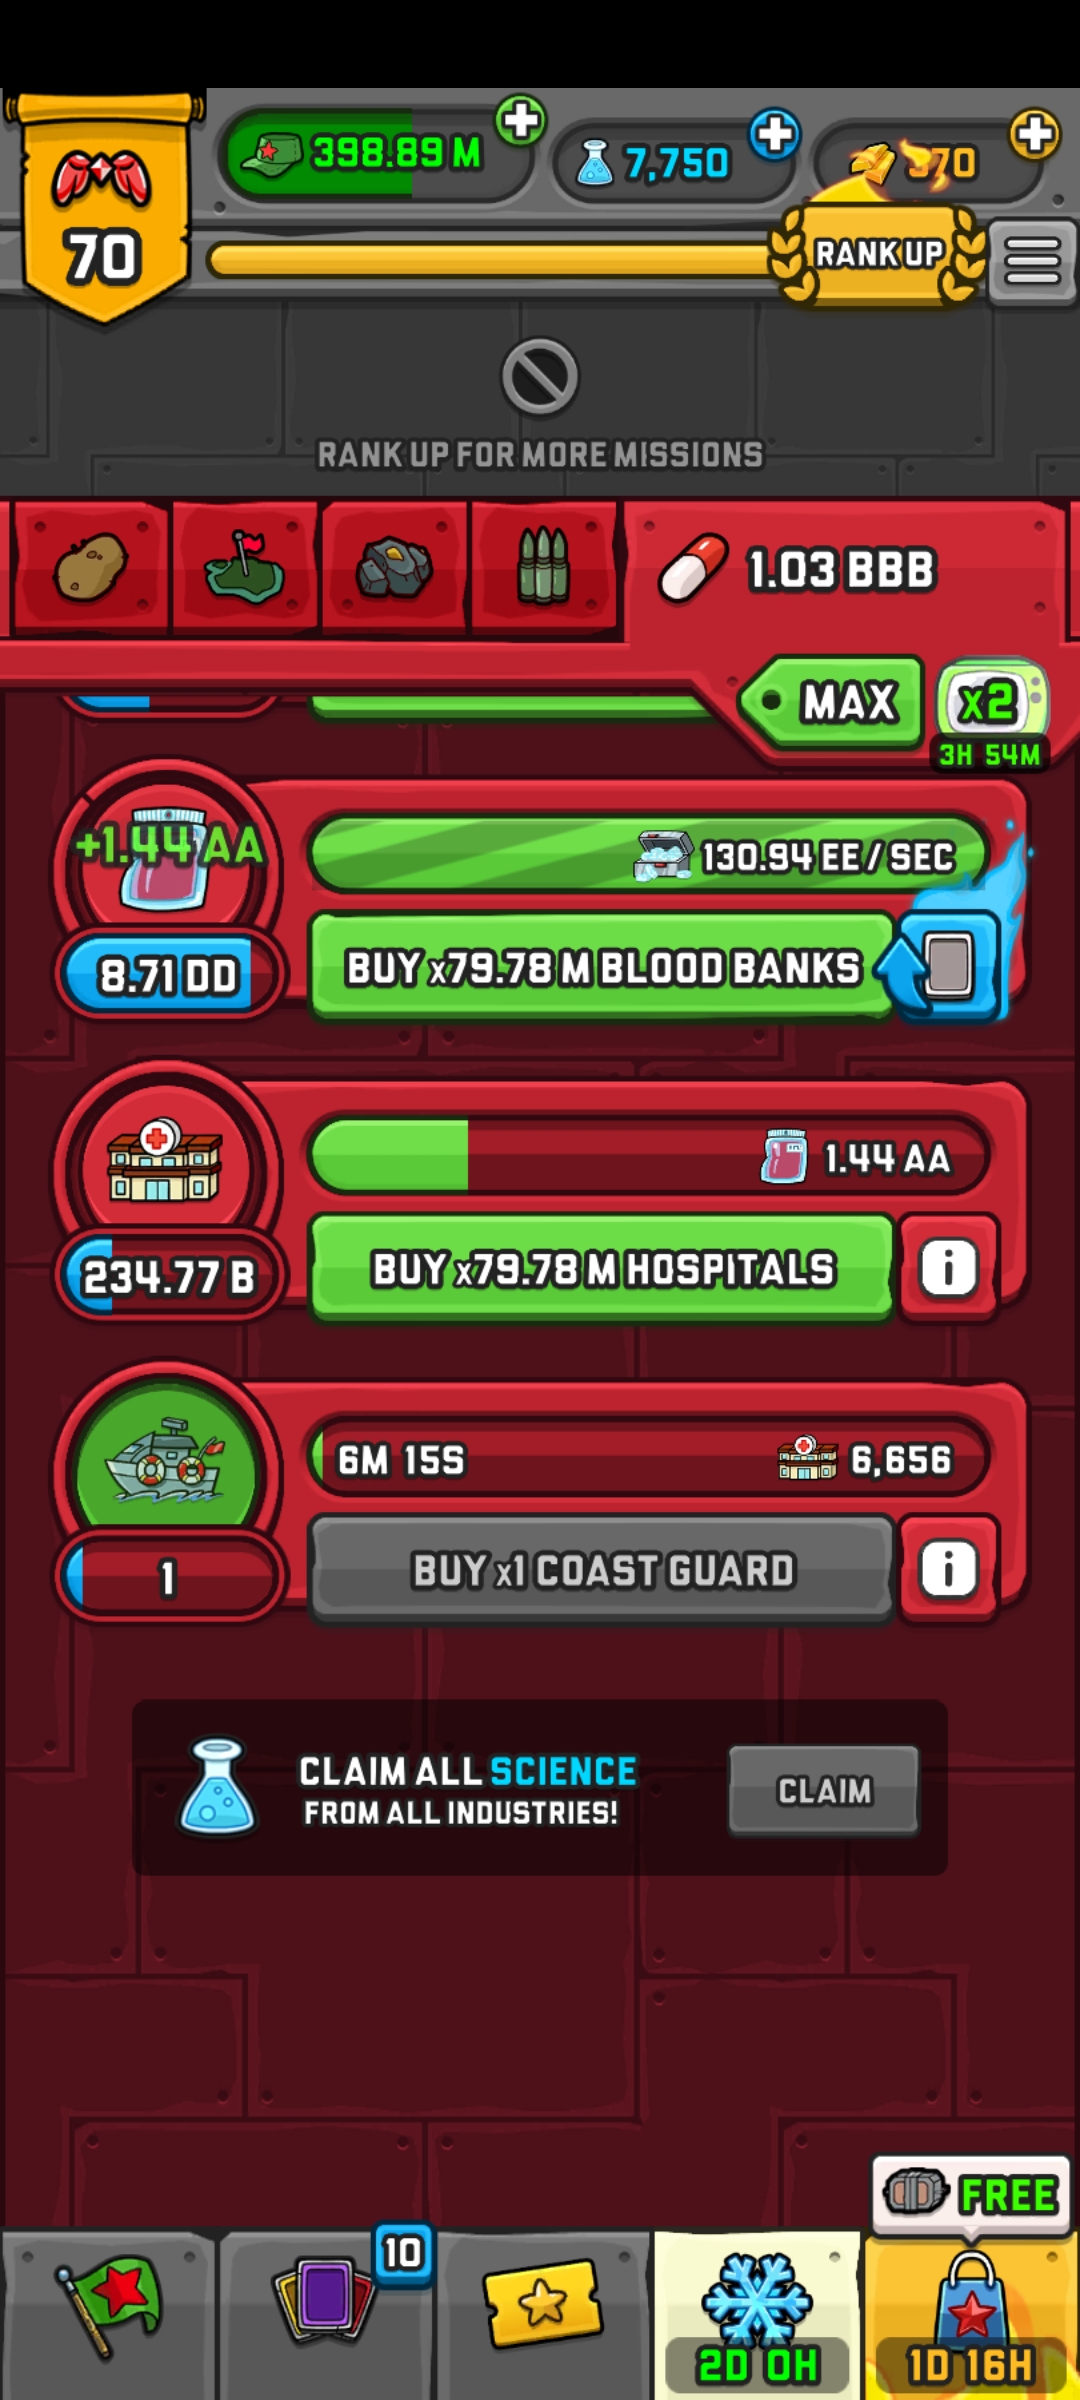 70
398.89 M
7,750
370
RANK UP
RANK UP FOR MORE MISSIONS
1.03 BBB
MAX
x2
3H 54M
+1.44 AA
130.94 EE / SEC
8.71 DD
BUY x79.78 M BLOOD BANKS
1.44 AA
234.77 B
BUY x79.78 M HOSPITALS
i
6M 15S
6,656
1
BUY x1 COAST GUARD
i
CLAIM ALL SCIENCE
FROM ALL INDUSTRIES!
CLAIM
FREE
10
2D 0H
1D 16H